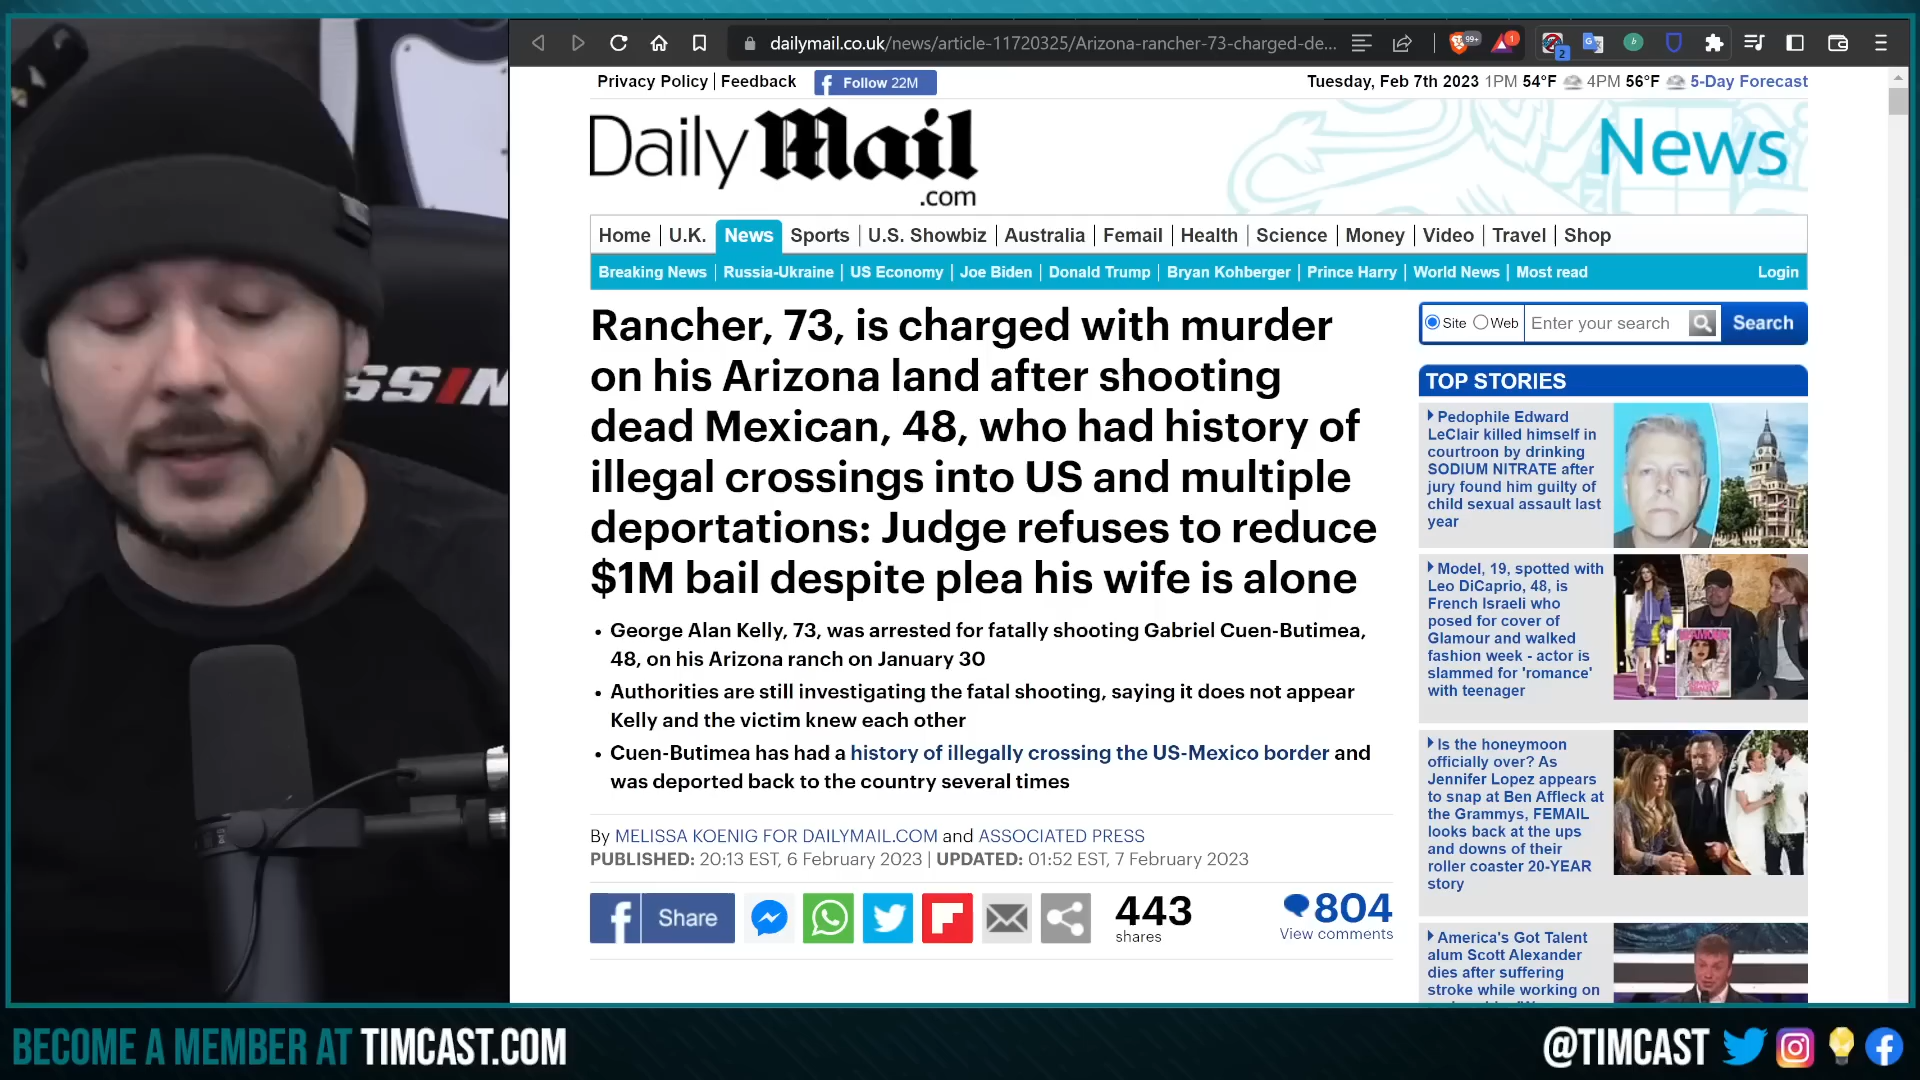 dailymail.co.uk/news/article-11720325/Arizona-rancher-73-charged-de...
99+
1
2
Privacy Policy | Feedback
Follow 22M
Tuesday, Feb 7th 2023 1PM 54°F 4PM 56°F 5-Day Forecast
Daily Mail
.com
News
Home | U.K. News Sports | U.S. Showbiz | Australia | Femail | Health | Science | Money | Video | Travel | Shop
Breaking News | Russia-Ukraine | US Economy | Joe Biden | Donald Trump | Bryan Kohberger | Prince Harry | World News | Most read
Login
Rancher, 73, is charged with murder
on his Arizona land after shooting
dead Mexican, 48, who had history of
illegal crossings into US and multiple
deportations: Judge refuses to reduce
$1M bail despite plea his wife is alone
• George Alan Kelly, 73, was arrested for fatally shooting Gabriel Cuen-Butimea,
48, on his Arizona ranch on January 30
• Authorities are still investigating the fatal shooting, saying it does not appear
Kelly and the victim knew each other
• Cuen-Butimea has had a history of illegally crossing the US-Mexico border and
was deported back to the country several times
By MELISSA KOENIG FOR DAILYMAIL.COM and ASSOCIATED PRESS
PUBLISHED: 20:13 EST, 6 February 2023 | UPDATED: 01:52 EST, 7 February 2023
Share
443
shares
804
View comments
Site Web Enter your search Search
TOP STORIES
Pedophile Edward
LeClair killed himself in
courtroom by drinking
SODIUM NITRATE after
jury found him guilty of
child sexual assault last
year
Model, 19, spotted with
Leo DiCaprio, 48, is
French Israeli who
posed for cover of
Glamour and walked
fashion week - actor is
slammed for 'romance'
with teenager
Is the honeymoon
officially over? As
Jennifer Lopez appears
to snap at Ben Affleck at
the Grammys, FEMAIL
looks back at the ups
and downs of their
roller coaster 20-YEAR
story
America's Got Talent
alum Scott Alexander
dies after suffering
stroke while working on
SSIN
BECOME A MEMBER AT TIMCAST.COM
@TIMCAST